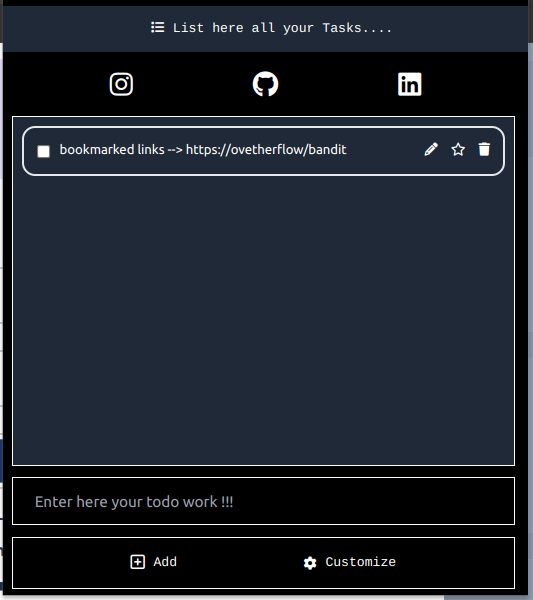 List here all your Tasks....
bookmarked links --> https://ovetherflow/bandit
Enter here your todo work !!!
Add Customize